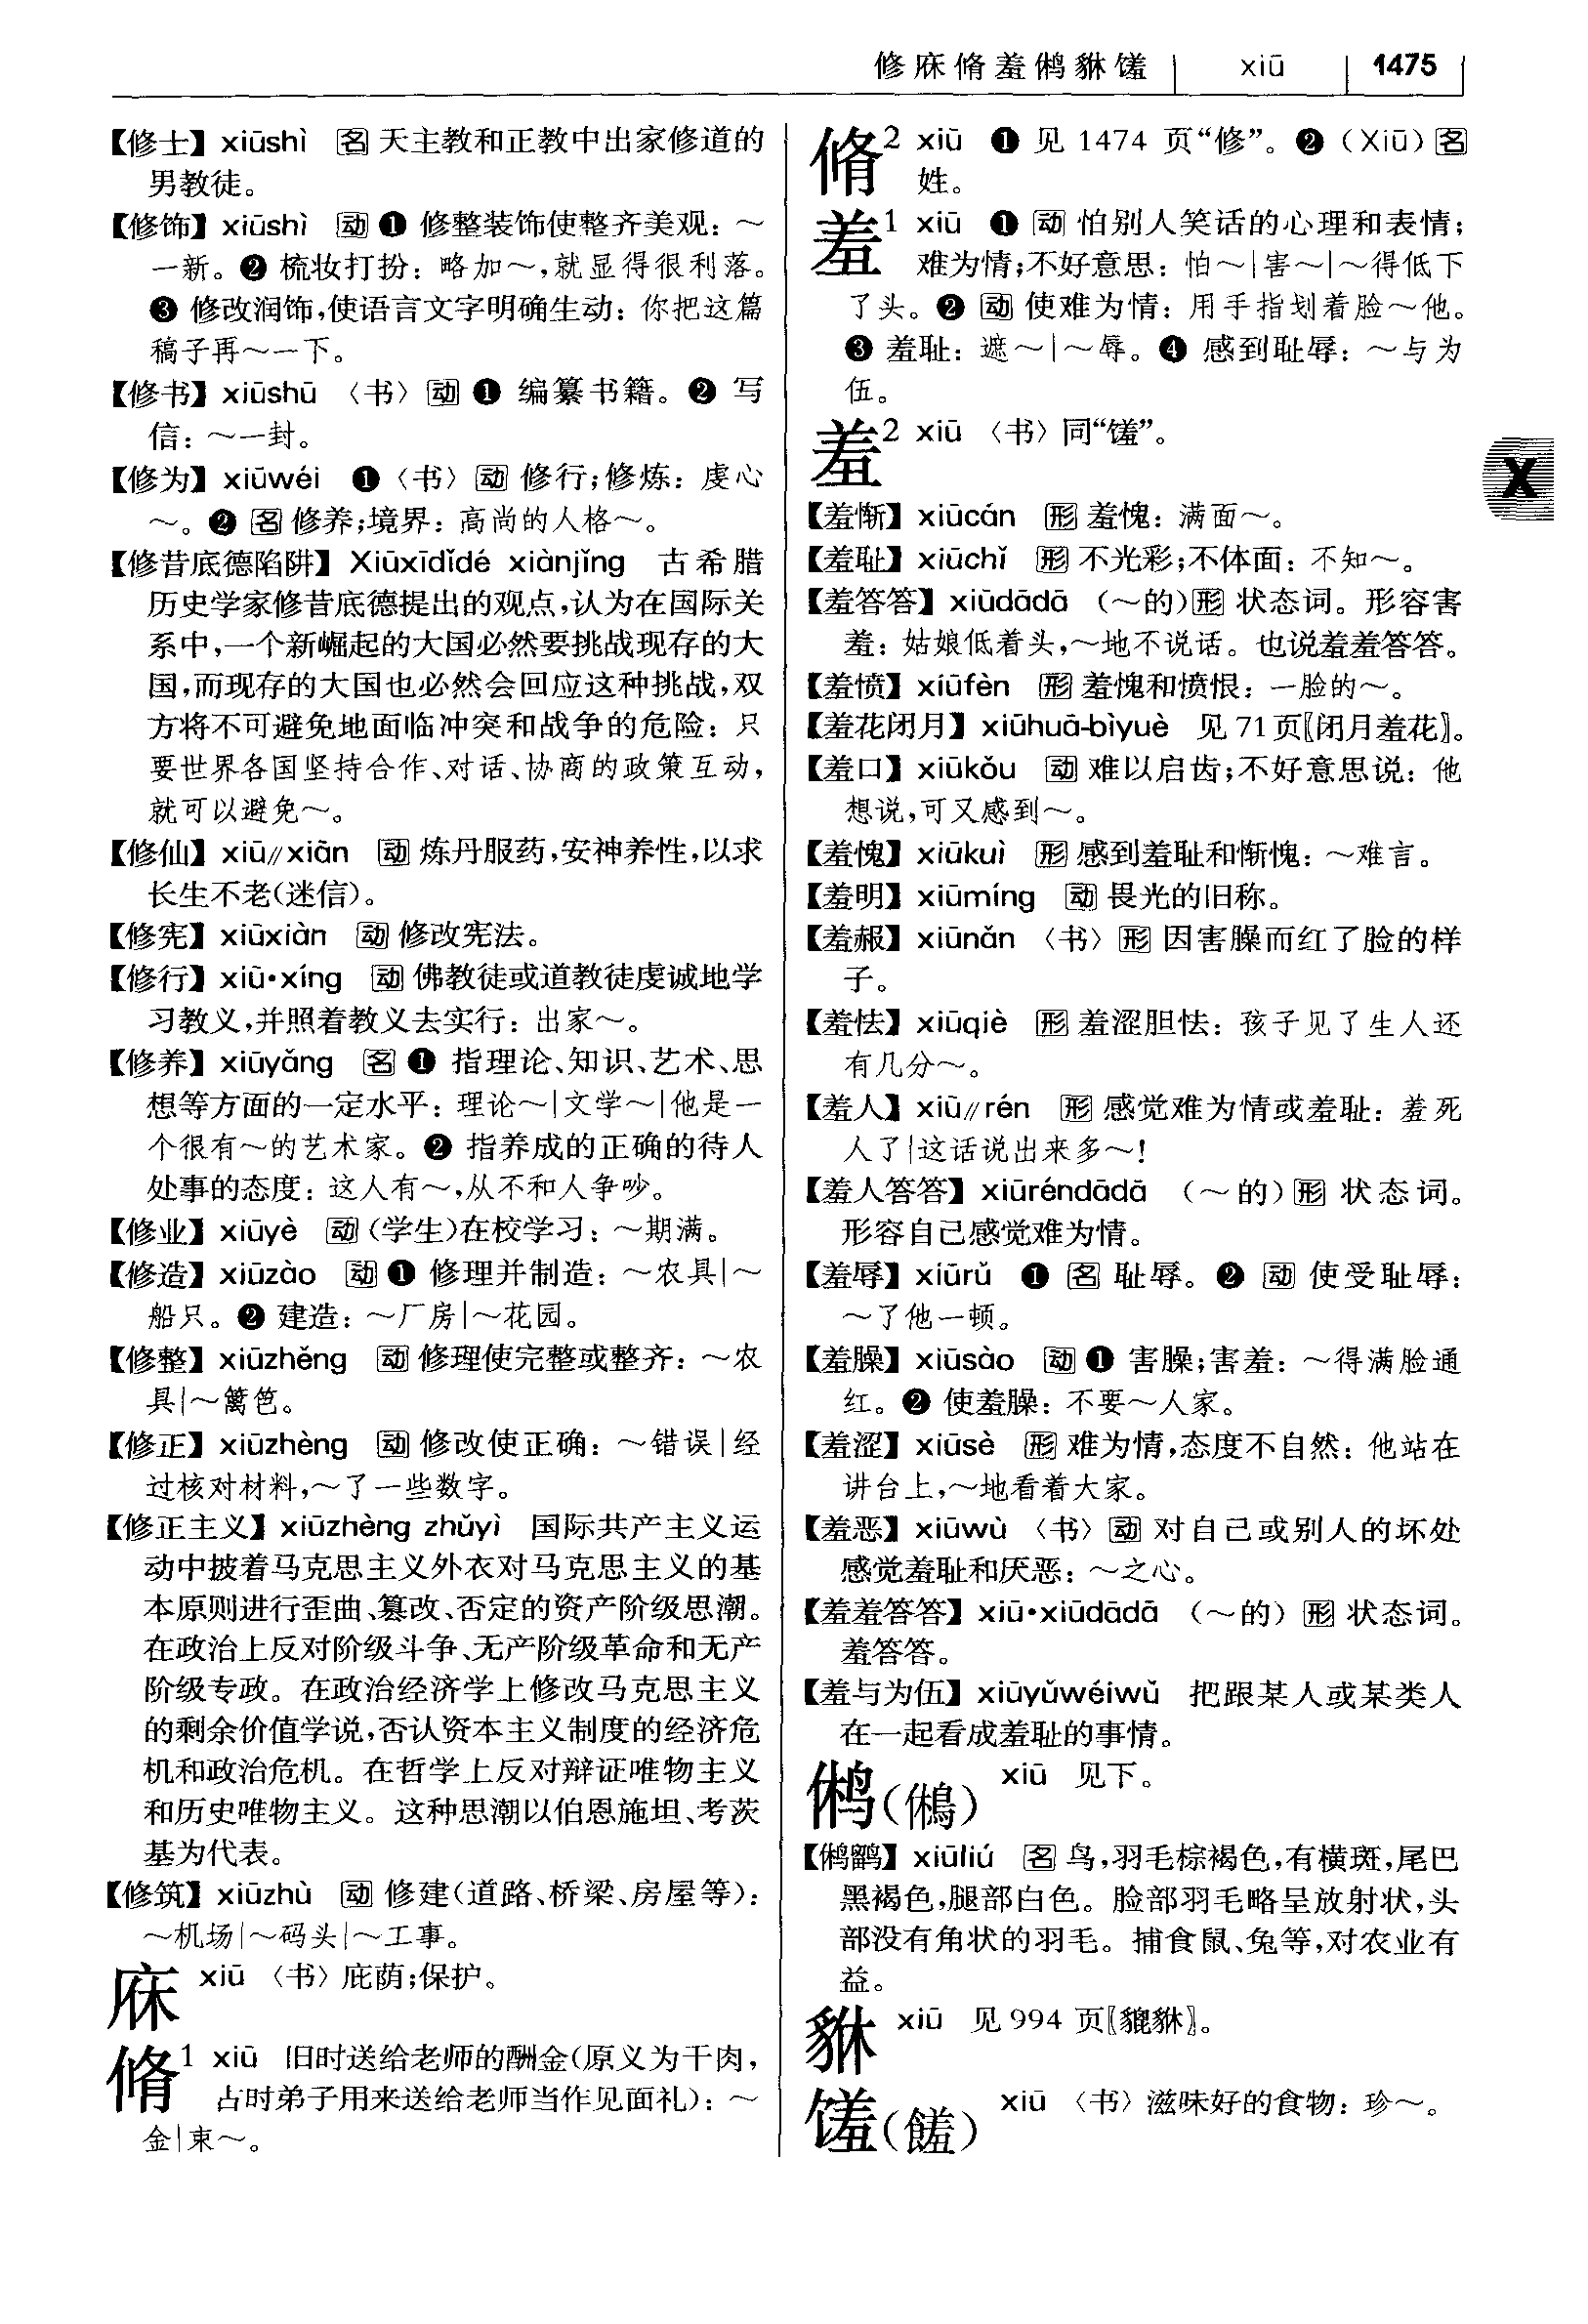 修庥脩羞鸺貅馐 xiū 1475
【修士】 xiūshì 名 天主教和正教中出家修道的
男教徒。
【修饰】 xiūshì 动 ❶ 修整装饰使整齐美观：～
一新。❷ 梳妆打扮：略加～，就显得很利落。
❸ 修改润饰，使语言文字明确生动：你把这篇
稿子再～一下。
【修书】 xiūshū 〈书〉 动 ❶ 编纂书籍。❷ 写
信：～一封。
【修为】 xiūwéi ❶〈书〉 动 修行；修炼：虔心
～。❷ 名 修养；境界：高尚的人格～。
【修昔底德陷阱】 Xiūxīdǐdé xiànjǐng 古希腊
历史学家修昔底德提出的观点，认为在国际关
系中，一个新崛起的大国必然要挑战现存的大
国，而现存的大国也必然会回应这种挑战，双
方将不可避免地面临冲突和战争的危险：只
要世界各国坚持合作、对话、协商的政策互动，
就可以避免～。
【修仙】 xiū∥xiān 动 炼丹服药，安神养性，以求
长生不老（迷信）。
【修宪】 xiūxiàn 动 修改宪法。
【修行】 xiū·xíng 动 佛教徒或道教徒虔诚地学
习教义，并照着教义去实行：出家～。
【修养】 xiūyǎng 名 ❶ 指理论、知识、艺术、思
想等方面的一定水平：理论～|文学～|他是一
个很有～的艺术家。❷ 指养成的正确的待人
处事的态度：这人有～，从不和人争吵。
【修业】 xiūyè 动 （学生）在校学习：～期满。
【修造】 xiūzào 动 ❶ 修理并制造：～农具|～
船只。❷ 建造：～厂房|～花园。
【修整】 xiūzhěng 动 修理使完整或整齐：～农
具|～篱笆。
【修正】 xiūzhèng 动 修改使正确：～错误|经
过核对材料，～了一些数字。
【修正主义】 xiūzhèng zhǔyì 国际共产主义运
动中披着马克思主义外衣对马克思主义的基
本原则进行歪曲、篡改、否定的资产阶级思潮。
在政治上反对阶级斗争、无产阶级革命和无产
阶级专政。在政治经济学上修改马克思主义
的剩余价值学说，否认资本主义制度的经济危
机和政治危机。在哲学上反对辩证唯物主义
和历史唯物主义。这种思潮以伯恩施坦、考茨
基为代表。
【修筑】 xiūzhù 动 修建（道路、桥梁、房屋等）：
～机场|～码头|～工事。
庥 xiū 〈书〉庇荫；保护。
脩1 xiū 旧时送给老师的酬金（原义为干肉，
古时弟子用来送给老师当作见面礼）：～
金|束～。
脩2 xiū ❶ 见 1474 页“修”。❷（Xiū） 名
姓。
羞1 xiū ❶ 动 怕别人笑话的心理和表情；
难为情；不好意思：怕～|害～|～得低下
了头。❷ 动 使难为情：用手指划着脸～他。
❸ 羞耻：遮～|～辱。❹ 感到耻辱：～与为
伍。
羞2 xiū 〈书〉同“馐”。
【羞惭】 xiūcán 形 羞愧：满面～。
【羞耻】 xiūchǐ 形 不光彩；不体面：不知～。
【羞答答】 xiūdādā （～的） 形 状态词。形容害
羞：姑娘低着头，～地不说话。也说羞羞答答。
【羞愤】 xiūfèn 形 羞愧和愤恨：一脸的～。
【羞花闭月】 xiūhuā-bìyuè 见 71 页〖闭月羞花〗。
【羞口】 xiūkǒu 动 难以启齿；不好意思说：他
想说，可又感到～。
【羞愧】 xiūkuì 形 感到羞耻和惭愧：～难言。
【羞明】 xiūmíng 动 畏光的旧称。
【羞赧】 xiūnǎn 〈书〉 形 因害臊而红了脸的样
子。
【羞怯】 xiūqiè 形 羞涩胆怯：孩子见了生人还
有几分～。
【羞人】 xiū∥rén 形 感觉难为情或羞耻：羞死
人了|这话说出来多～！
【羞人答答】 xiūréndādā （～的） 形 状态词。
形容自己感觉难为情。
【羞辱】 xiūrǔ ❶ 名 耻辱。❷ 动 使受耻辱：
～了他一顿。
【羞臊】 xiūsào 动 ❶ 害臊；害羞：～得满脸通
红。❷ 使羞臊：不要～人家。
【羞涩】 xiūsè 形 难为情，态度不自然：他站在
讲台上，～地看着大家。
【羞恶】 xiūwù 〈书〉 动 对自己或别人的坏处
感觉羞耻和厌恶：～之心。
【羞羞答答】 xiū·xiūdādā （～的） 形 状态词。
羞答答。
【羞与为伍】 xiūyǔwéiwǔ 把跟某人或某类人
在一起看成羞耻的事情。
鸺（鵂） xiū 见下。
【鸺鹠】 xiūliú 名 鸟，羽毛棕褐色，有横斑，尾巴
黑褐色，腿部白色。脸部羽毛略呈放射状，头
部没有角状的羽毛。捕食鼠、兔等，对农业有
益。
貅 xiū 见 994 页〖貔貅〗。
馐（饈） xiū 〈书〉滋味好的食物：珍～。
X